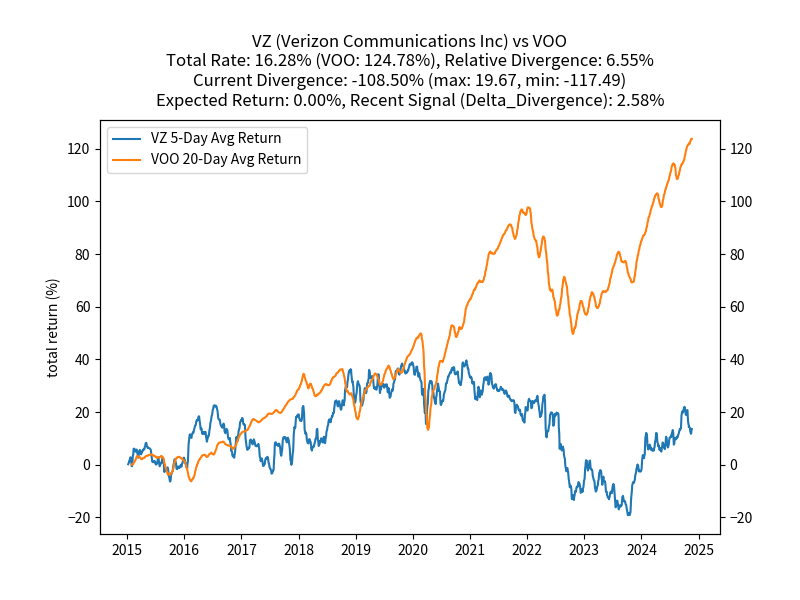 VZ (Verizon Communications Inc) vs VOO
Total Rate: 16.28% (VOO: 124.78%), Relative Divergence: 6.55%
Current Divergence: -108.50% (max: 19.67, min: -117.49)
Expected Return: 0.00%, Recent Signal (Delta_Divergence): 2.58%
VZ 5-Day Avg Return
VOO 20-Day Avg Return
total return (%)
120 120
100 100
80 80
60 60
40 40
20 20
0 0
−20 −20
2015 2016 2017 2018 2019 2020 2021 2022 2023 2024 2025